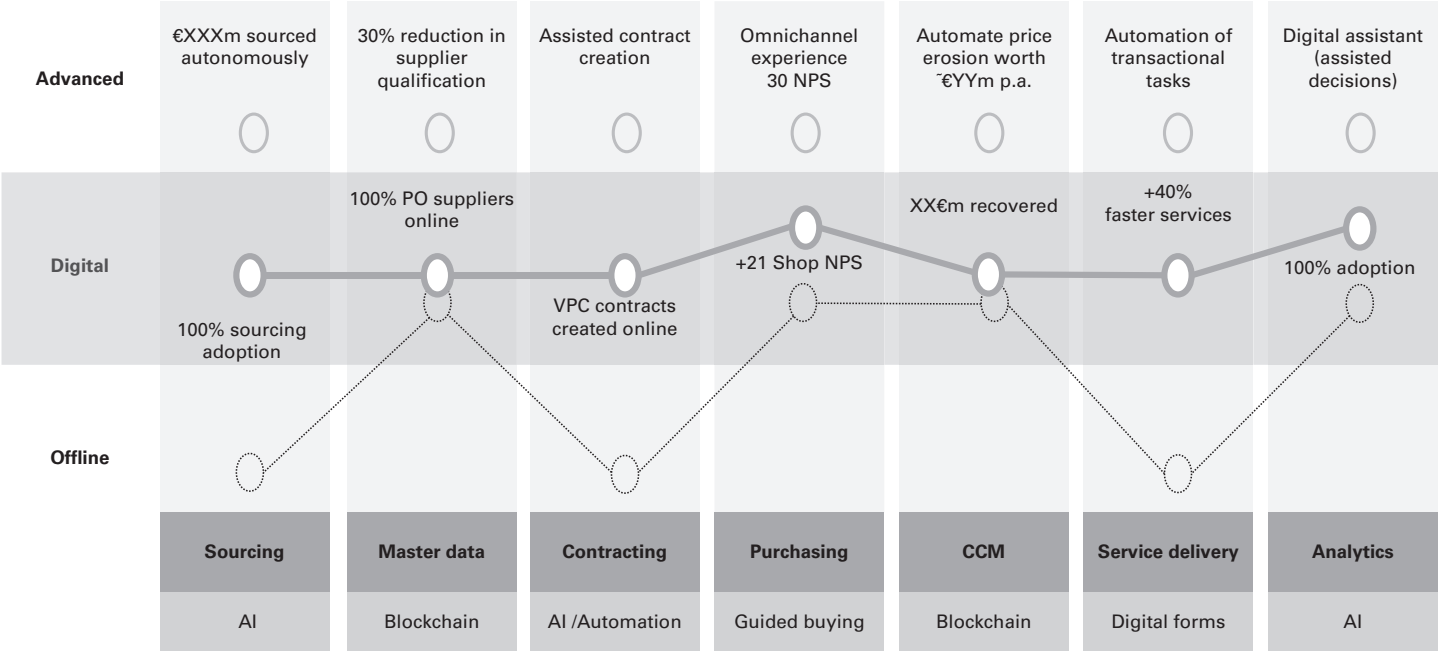 €XXXm sourced
autonomously
30% reduction in
supplier
qualification
Assisted contract
creation
Omnichannel
experience
30 NPS
Automate price
erosion worth
˜€YYm p.a.
Automation of
transactional
tasks
Digital assistant
(assisted
decisions)
Advanced
100% PO suppliers
online
XX€m recovered
+40%
faster services
Digital
+21 Shop NPS
100% adoption
100% sourcing
adoption
VPC contracts
created online
Offline
Sourcing
Master data
Contracting
Purchasing
CCM
Service delivery
Analytics
AI
Blockchain
AI /Automation
Guided buying
Blockchain
Digital forms
AI